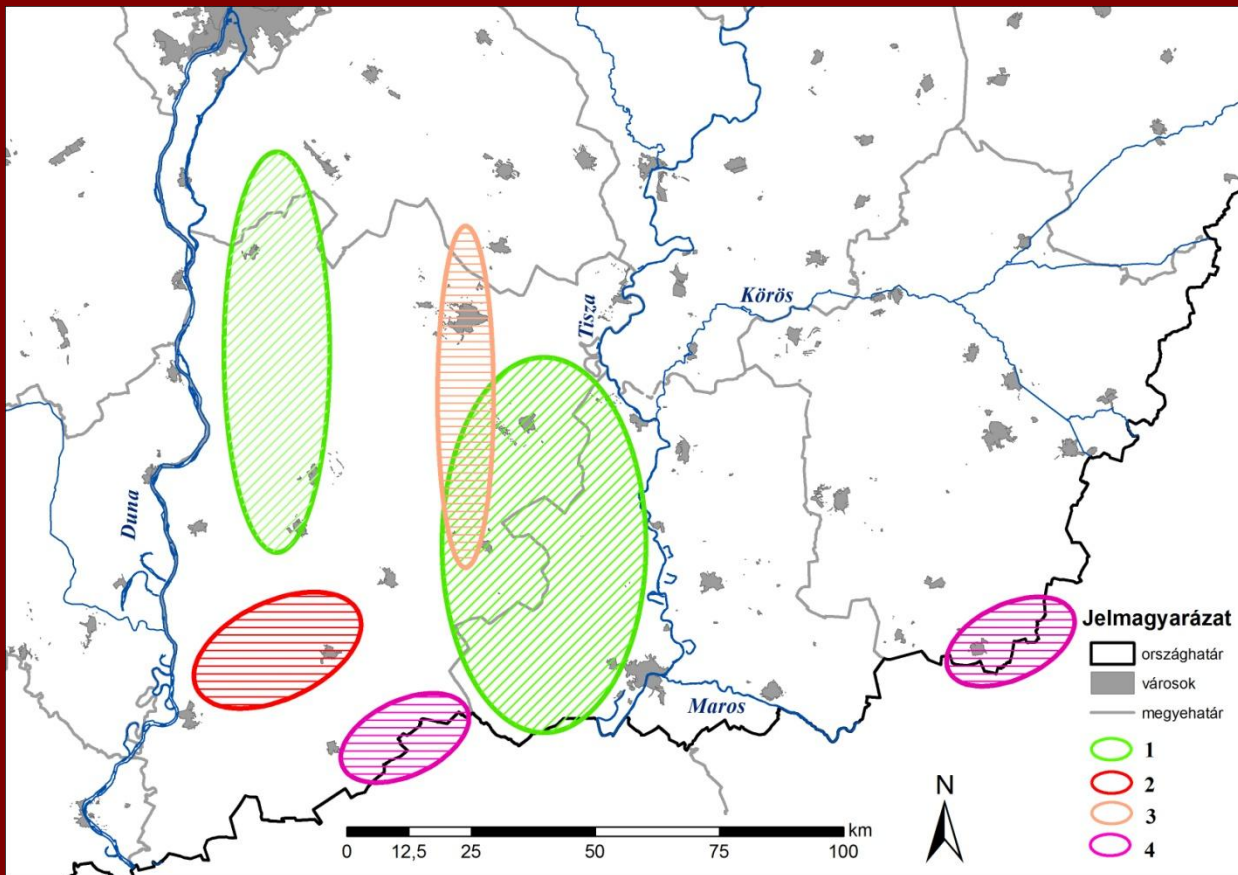 Körös
Tisza
Duna
Maros
Jelmagyarázat
országhatár
városok
megyehatár
1
2
3
4
N
km
0 12,5 25 50 75 100